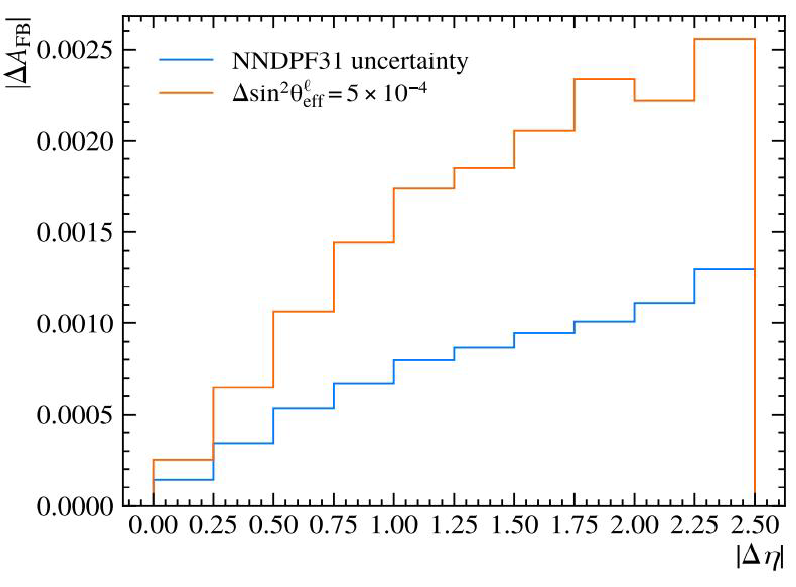 |ΔA_FB|
0.0025
0.0020
0.0015
0.0010
0.0005
0.0000
NNDPF31 uncertainty
Δsin²θ^ℓ_eff = 5 × 10⁻⁴
0.00 0.25 0.50 0.75 1.00 1.25 1.50 1.75 2.00 2.25 2.50
|Δη|